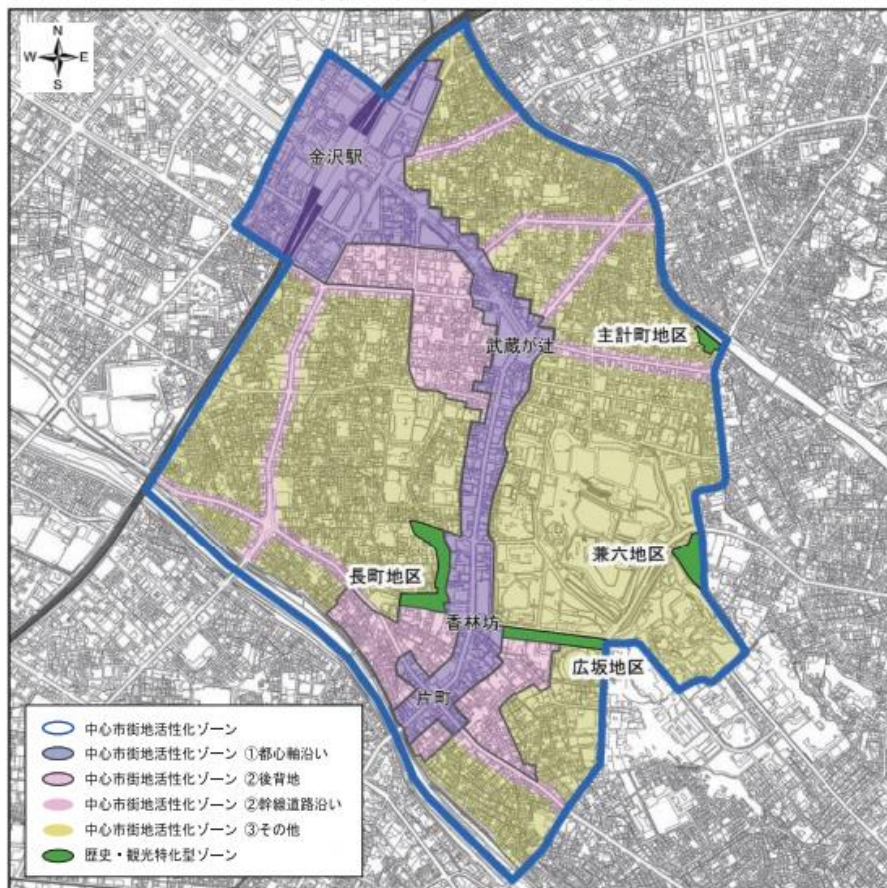 N
W E
S
金沢駅
武蔵が辻
主計町地区
兼六地区
長町地区
香林坊
広坂地区
片町
中心市街地活性化ゾーン
中心市街地活性化ゾーン ①都心軸沿い
中心市街地活性化ゾーン ②後背地
中心市街地活性化ゾーン ②幹線道路沿い
中心市街地活性化ゾーン ③その他
歴史・観光特化型ゾーン